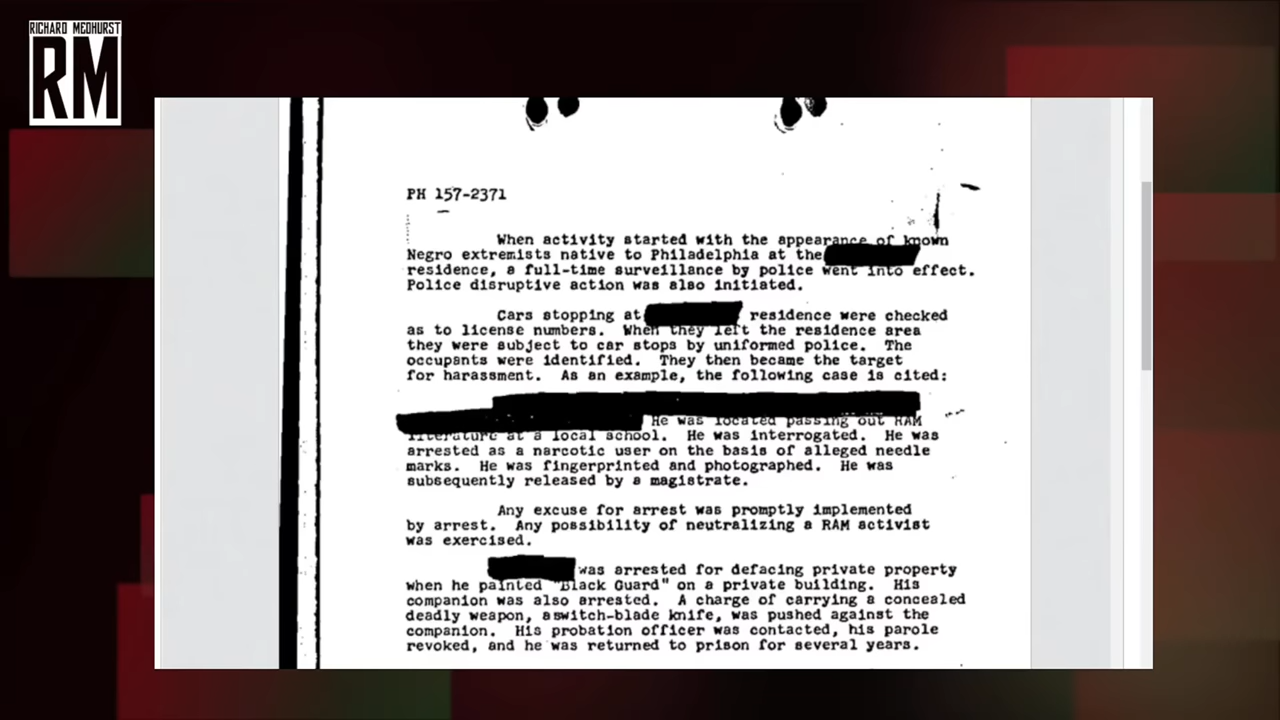 RICHARD MEDHURST
RM
PH 157-2371
When activity started with the appearance of known
Negro extremists native to Philadelphia at the
residence, a full-time surveillance by police went into effect.
Police disruptive action was also initiated.
Cars stopping at residence were checked
as to license numbers. When they left the residence area
they were subject to car stops by uniformed police. The
occupants were identified. They then became the target
for harassment. As an example, the following case is cited:
He was located passing out RAM
literature at a local school. He was interrogated. He was
arrested as a narcotic user on the basis of alleged needle
marks. He was fingerprinted and photographed. He was
subsequently released by a magistrate.
Any excuse for arrest was promptly implemented
by arrest. Any possibility of neutralizing a RAM activist
was exercised.
was arrested for defacing private property
when he painted "Black Guard" on a private building. His
companion was also arrested. A charge of carrying a concealed
deadly weapon, aswitch-blade knife, was pushed against the
companion. His probation officer was contacted, his parole
revoked, and he was returned to prison for several years.